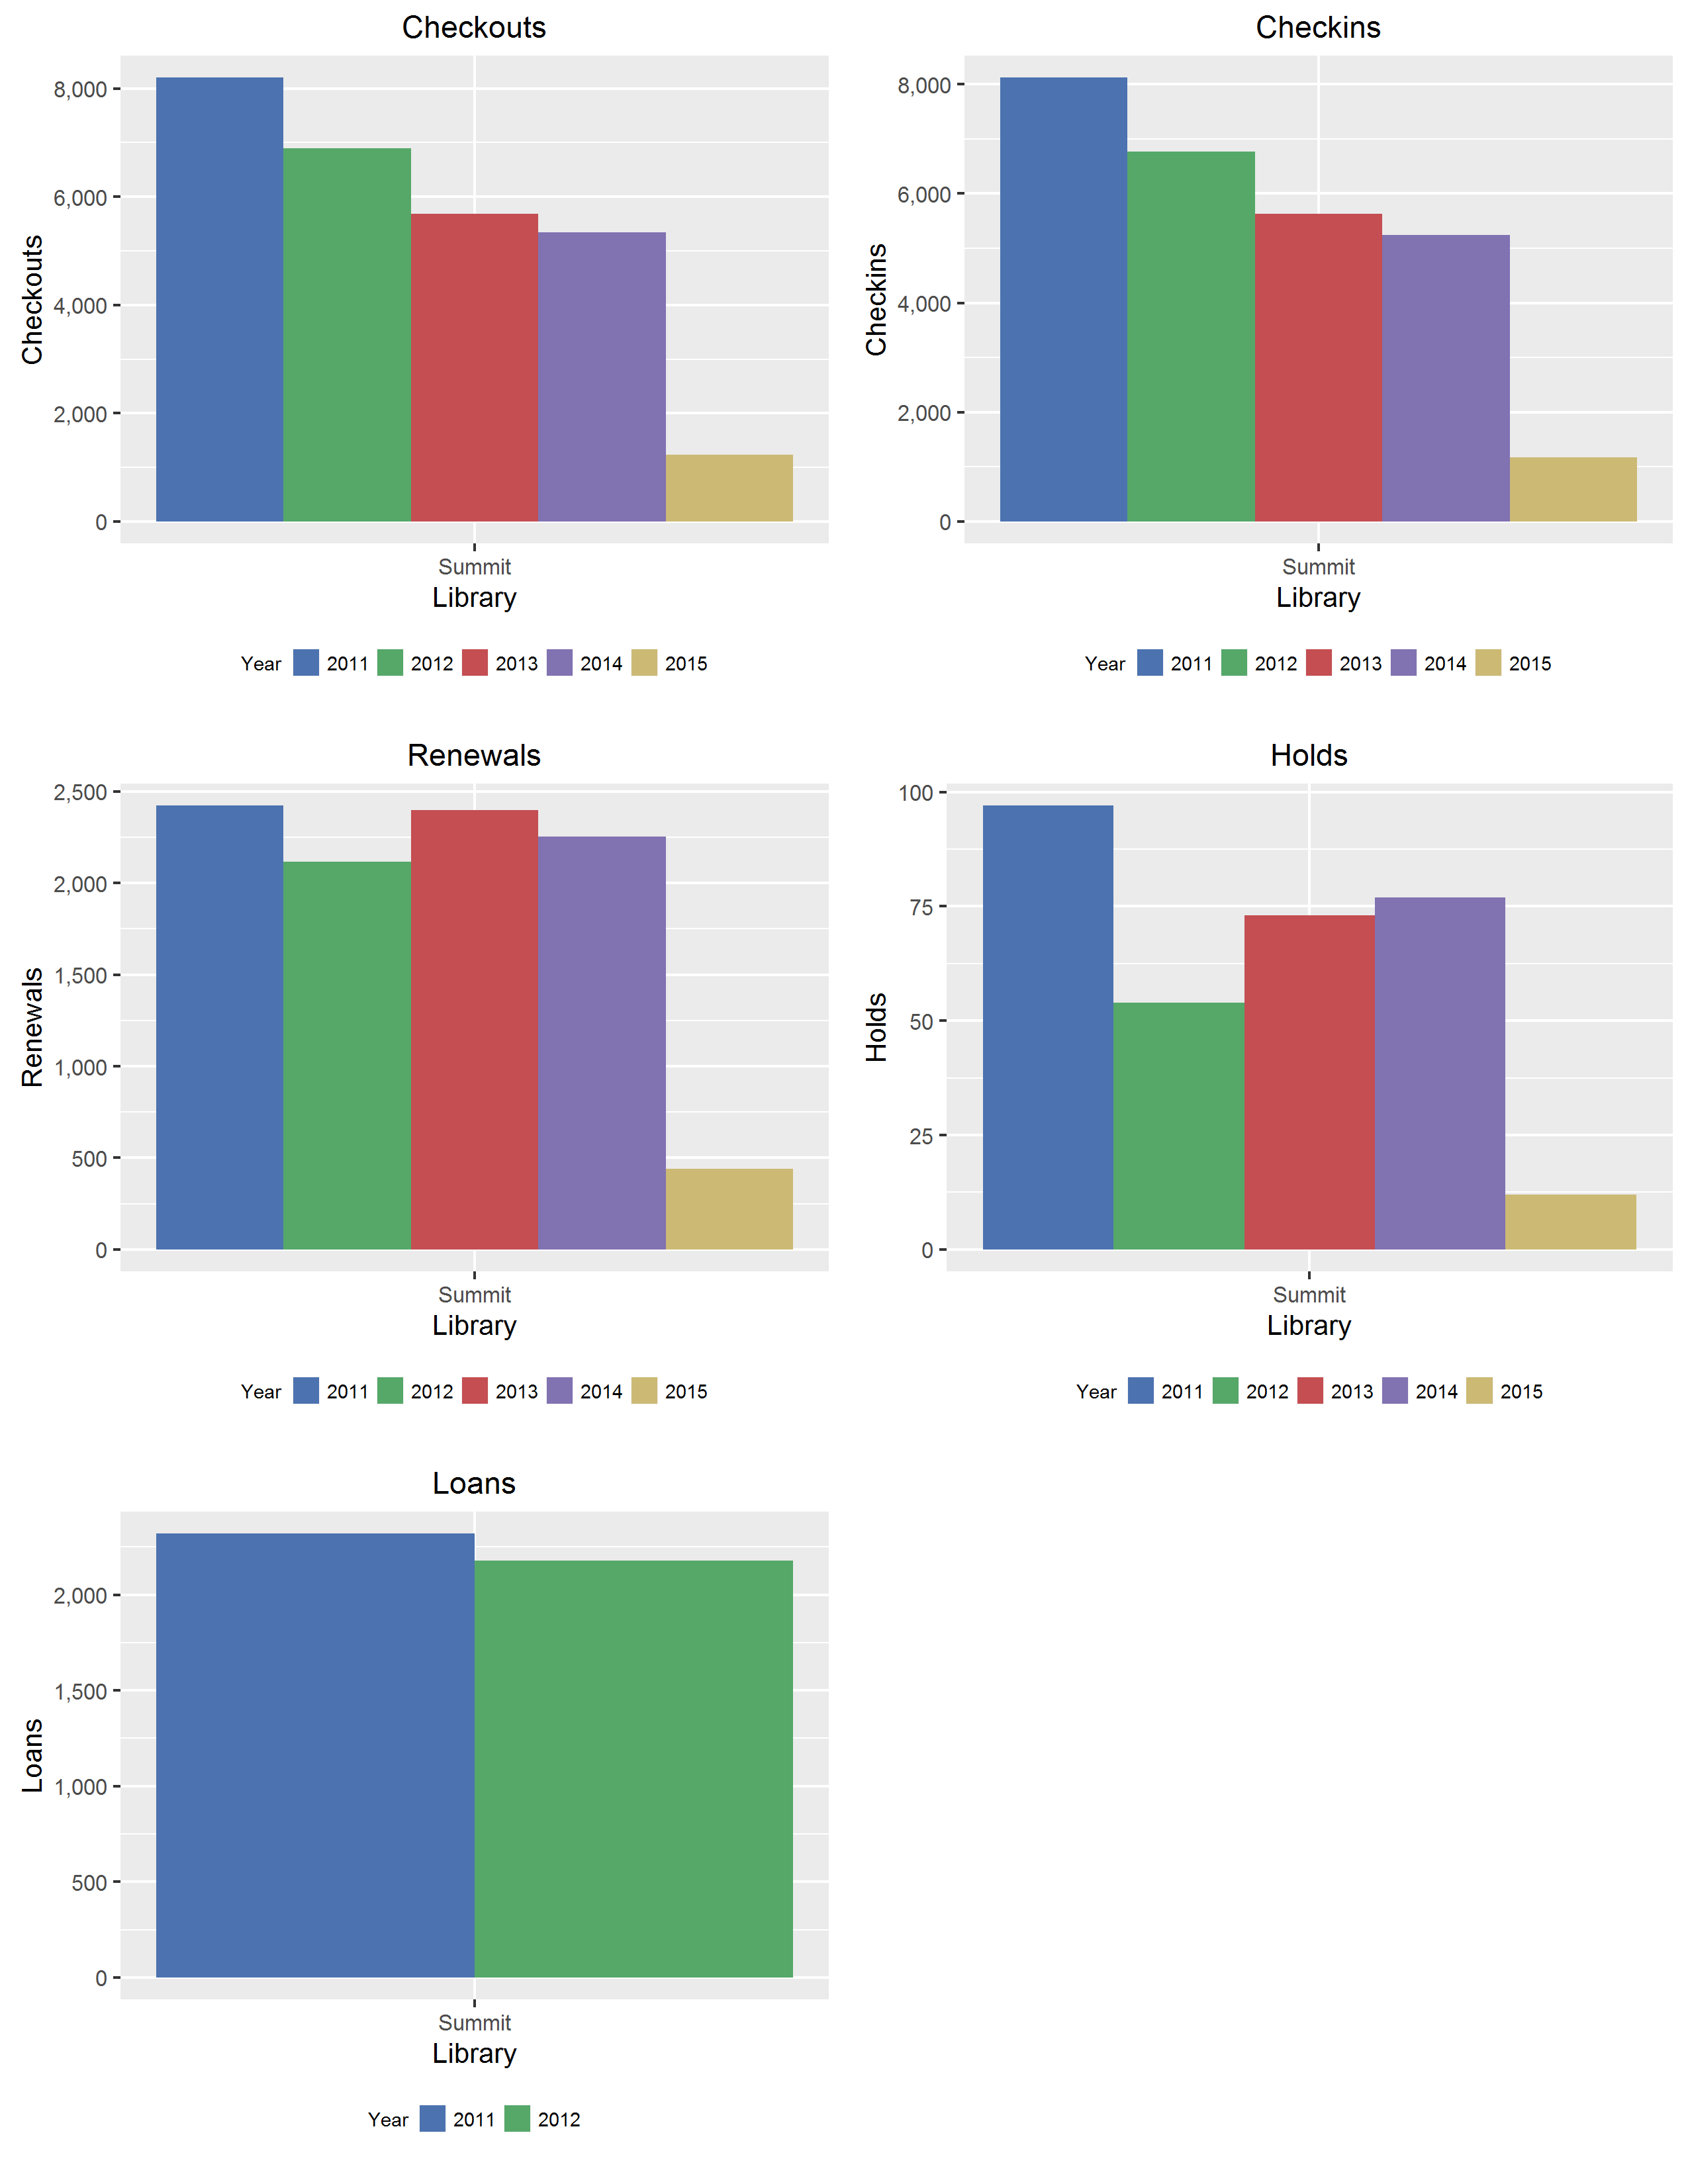 Checkouts
8,000
6,000
4,000
2,000
0
Checkouts
Summit
Library
Year 2011 2012 2013 2014 2015
Checkins
8,000
6,000
4,000
2,000
0
Checkins
Summit
Library
Year 2011 2012 2013 2014 2015
Renewals
2,500
2,000
1,500
1,000
500
0
Renewals
Summit
Library
Year 2011 2012 2013 2014 2015
Holds
100
75
50
25
0
Holds
Summit
Library
Year 2011 2012 2013 2014 2015
Loans
2,000
1,500
1,000
500
0
Loans
Summit
Library
Year 2011 2012